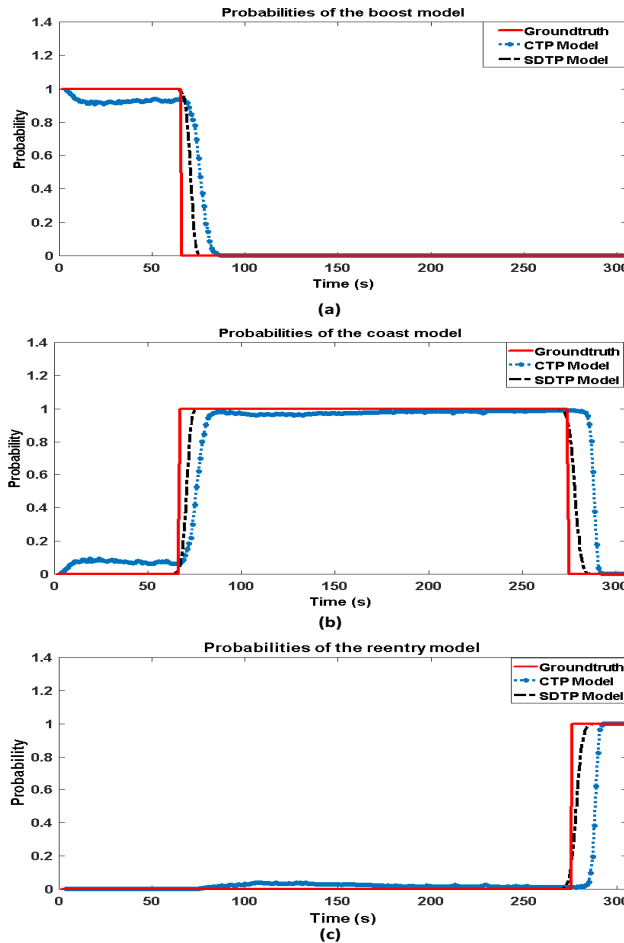 Probabilities of the boost model
1.4
1.2
1
0.8
0.6
0.4
0.2
0
Probability
Groundtruth
CTP Model
SDTP Model
0 50 100 150 200 250 300
Time (s)
(a)
Probabilities of the coast model
1.4
1.2
1
0.8
0.6
0.4
0.2
0
Probability
Groundtruth
CTP Model
SDTP Model
0 50 100 150 200 250 300
Time (s)
(b)
Probabilities of the reentry model
1.4
1.2
1
0.8
0.6
0.4
0.2
0
Probability
Groundtruth
CTP Model
SDTP Model
0 50 100 150 200 250 300
Time (s)
(c)